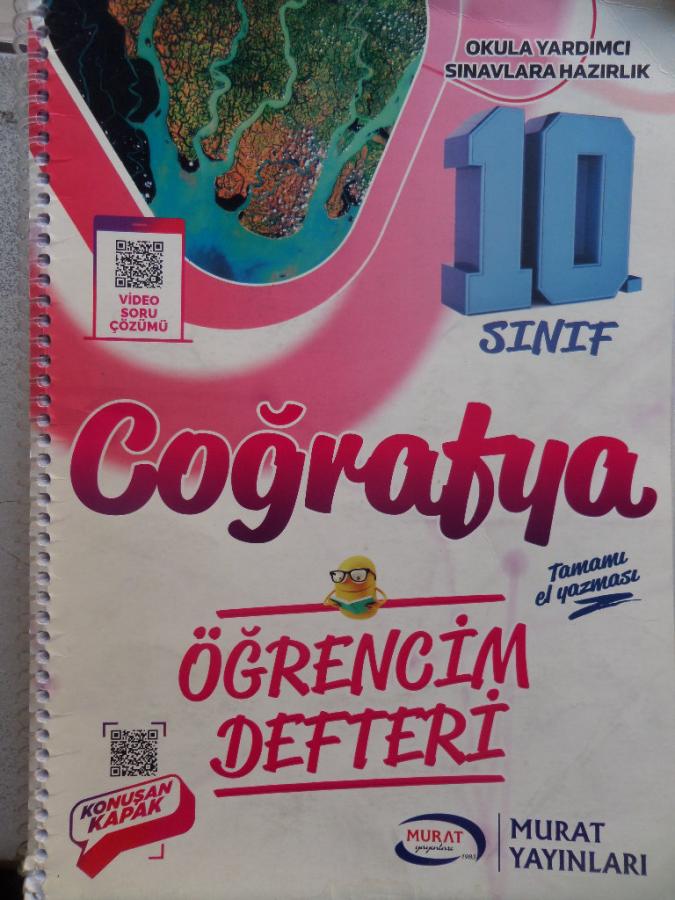 OKULA YARDIMCI
SINAVLARA HAZIRLIK
10.
SINIF
VİDEO
SORU
ÇÖZÜMÜ
Coğrafya
Tamamı
el yazması
ÖĞRENCİM
DEFTERİ
KONUŞAN
KAPAK
MURAT
yayınları
1983
MURAT
YAYINLARI